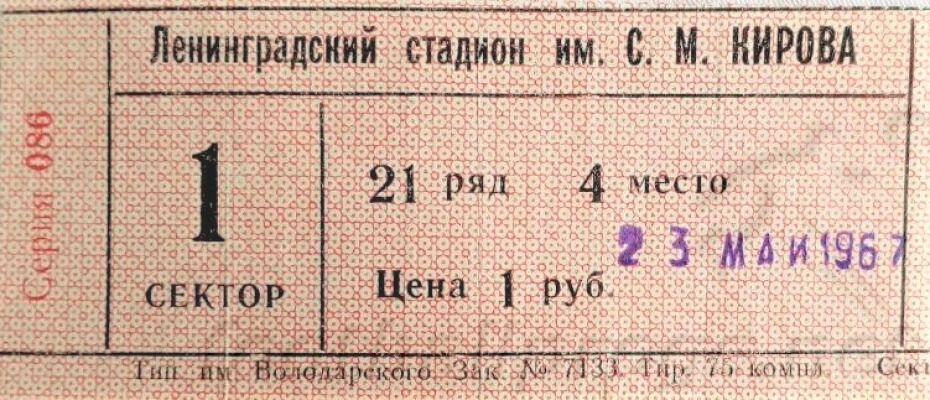 Ленинградский стадион им. С. М. КИРОВА
Серия 086
1
СЕКТОР
21 ряд 4 место
23 МАЙ 1967
Цена 1 руб.
Тип им. Володарского Зак. № 7133 Тир. 75 компл.